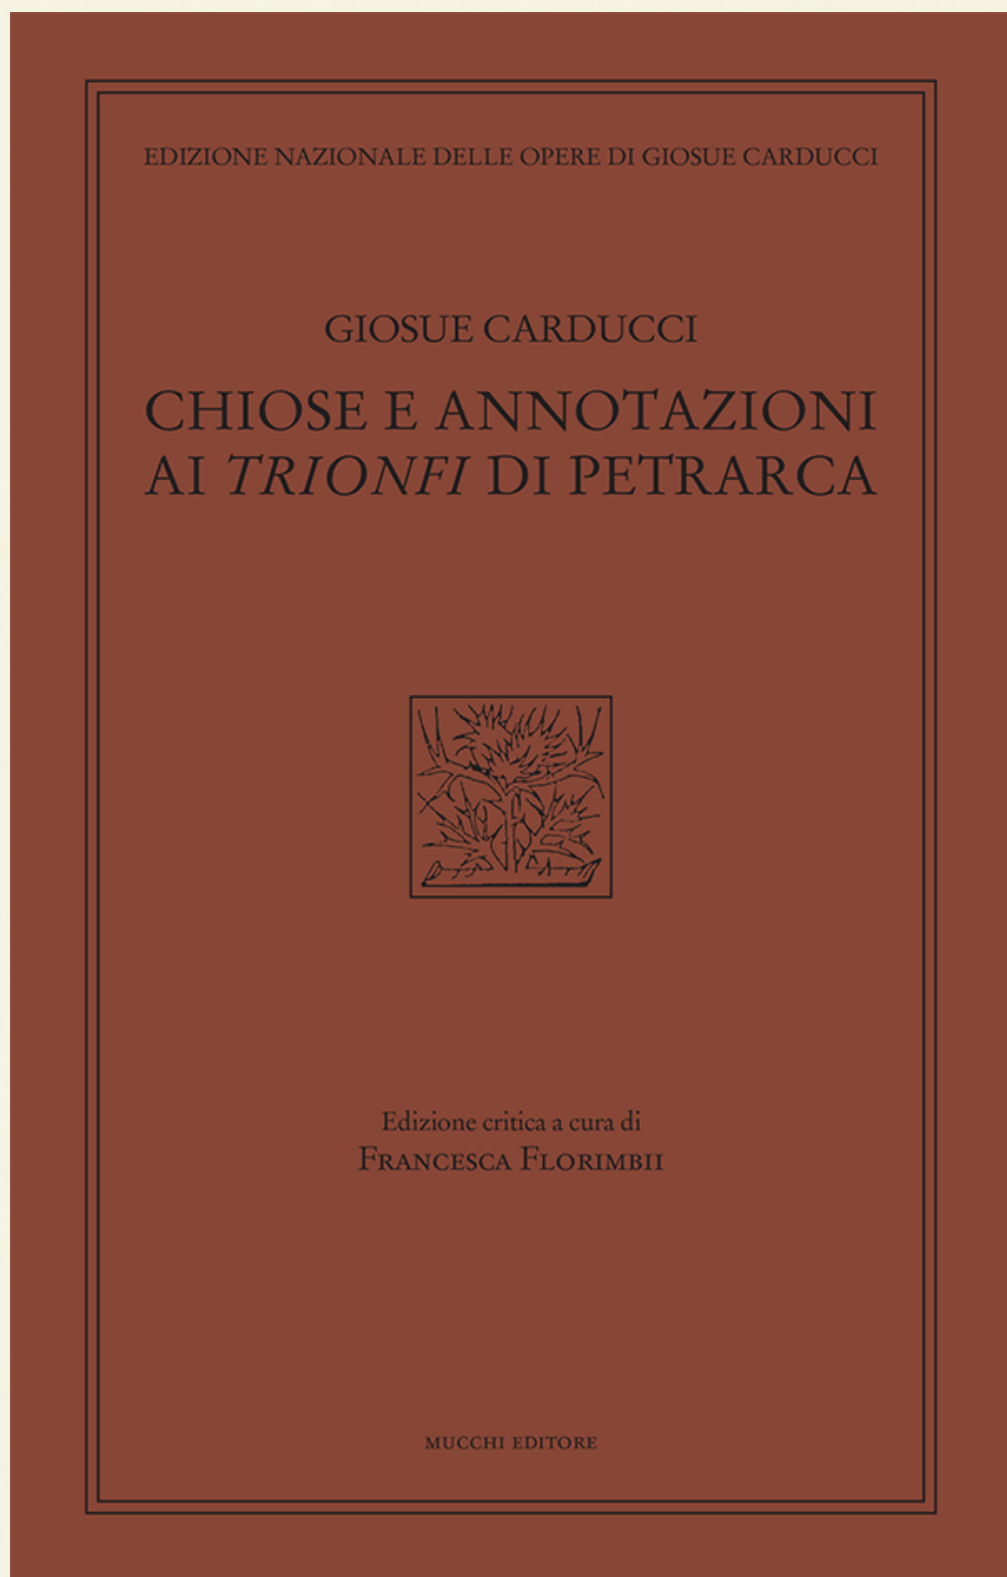 EDIZIONE NAZIONALE DELLE OPERE DI GIOSUE CARDUCCI
GIOSUE CARDUCCI
CHIOSE E ANNOTAZIONI
AI TRIONFI DI PETRARCA
Edizione critica a cura di
FRANCESCA FLORIMBII
MUCCHI EDITORE